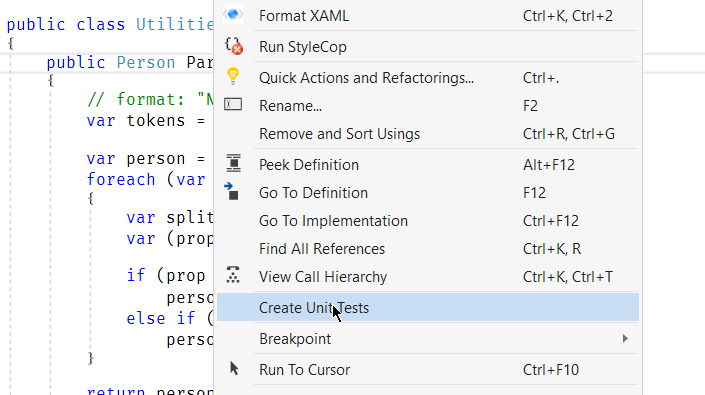 public class Utilitie
{
public Person Par
{
// format: "N
var tokens =
var person =
foreach (var
{
var split
var (prop
if (prop
perso
else if (
perso
}
return person
Format XAML Ctrl+K, Ctrl+2
Run StyleCop
Quick Actions and Refactorings... Ctrl+.
Rename... F2
Remove and Sort Usings Ctrl+R, Ctrl+G
Peek Definition Alt+F12
Go To Definition F12
Go To Implementation Ctrl+F12
Find All References Ctrl+K, R
View Call Hierarchy Ctrl+K, Ctrl+T
Create Unit Tests
Breakpoint
Run To Cursor Ctrl+F10